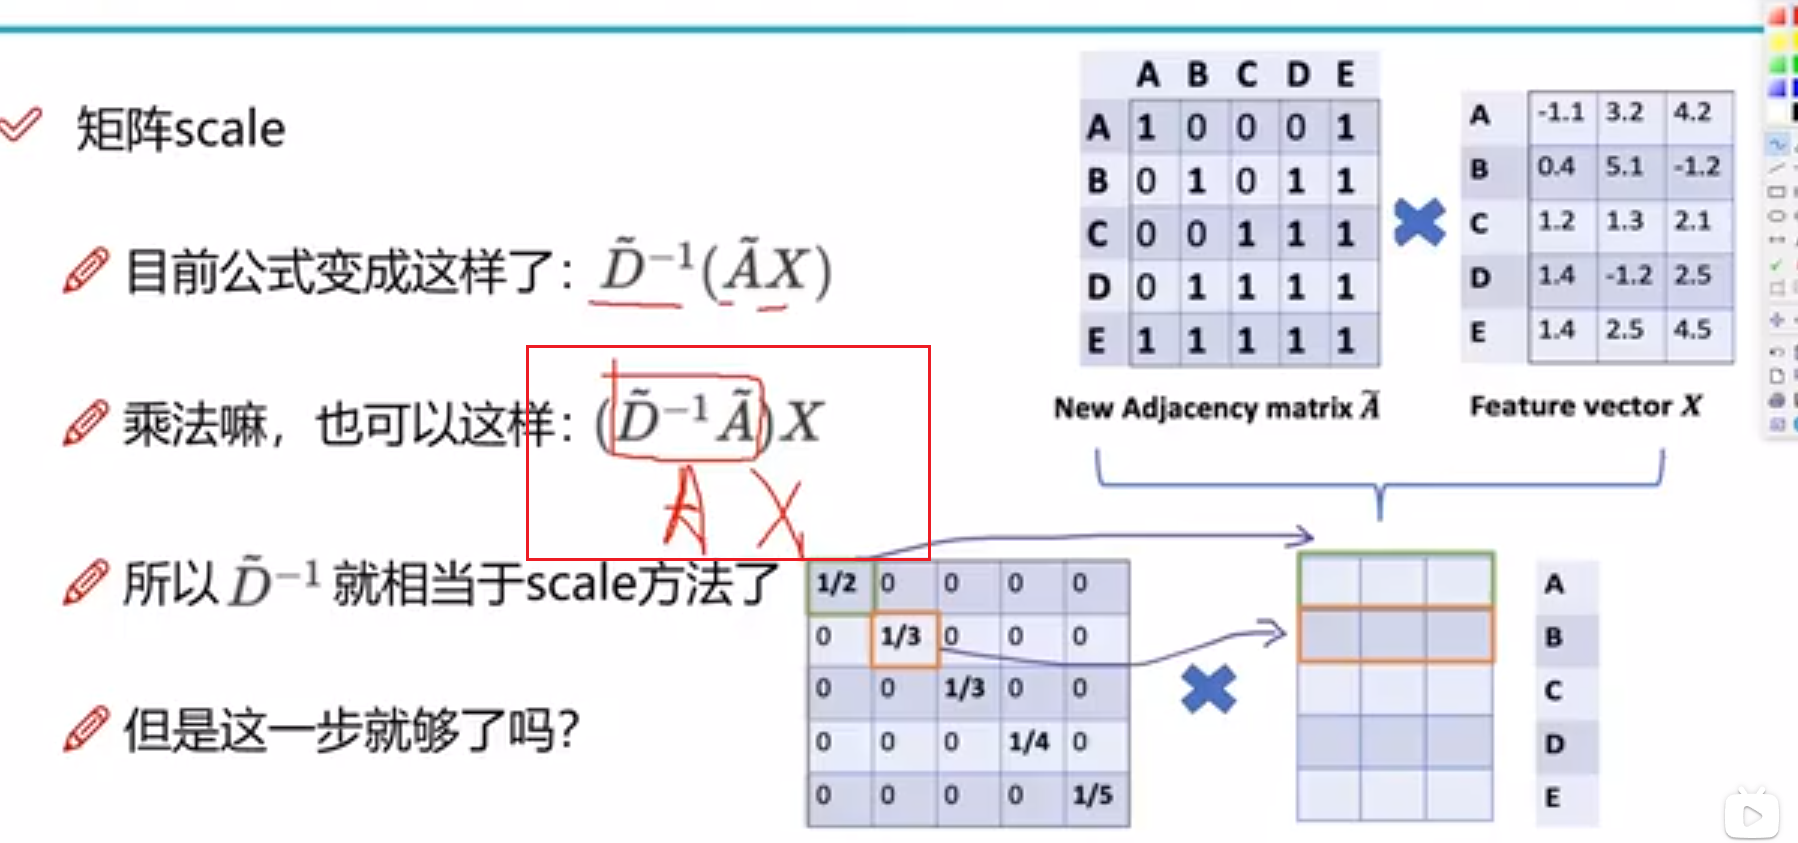 矩阵scale
目前公式变成这样了：D̃⁻¹(ÃX)
乘法嘛，也可以这样：(D̃⁻¹Ã)X
A X
所以D̃⁻¹就相当于scale方法了
但是这一步就够了吗？
A B C D E
A 1 0 0 0 1
B 0 1 0 1 1
C 0 0 1 1 1
D 0 1 1 1 1
E 1 1 1 1 1
New Adjacency matrix Ã
A -1.1 3.2 4.2
B 0.4 5.1 -1.2
C 1.2 1.3 2.1
D 1.4 -1.2 2.5
E 1.4 2.5 4.5
Feature vector X
1/2 0 0 0 0
0 1/3 0 0 0
0 0 1/3 0 0
0 0 0 1/4 0
0 0 0 0 1/5
A
B
C
D
E